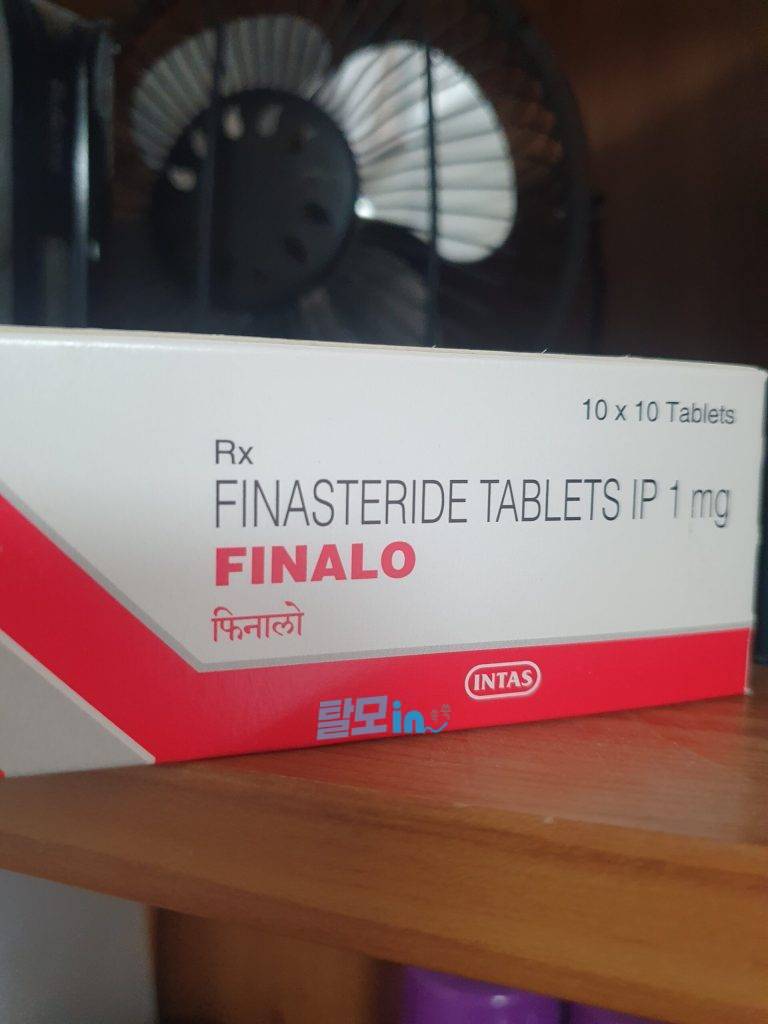 10 x 10 Tablets
Rx
FINASTERIDE TABLETS IP 1 mg
FINALO
फिनालो
INTAS
탈모in